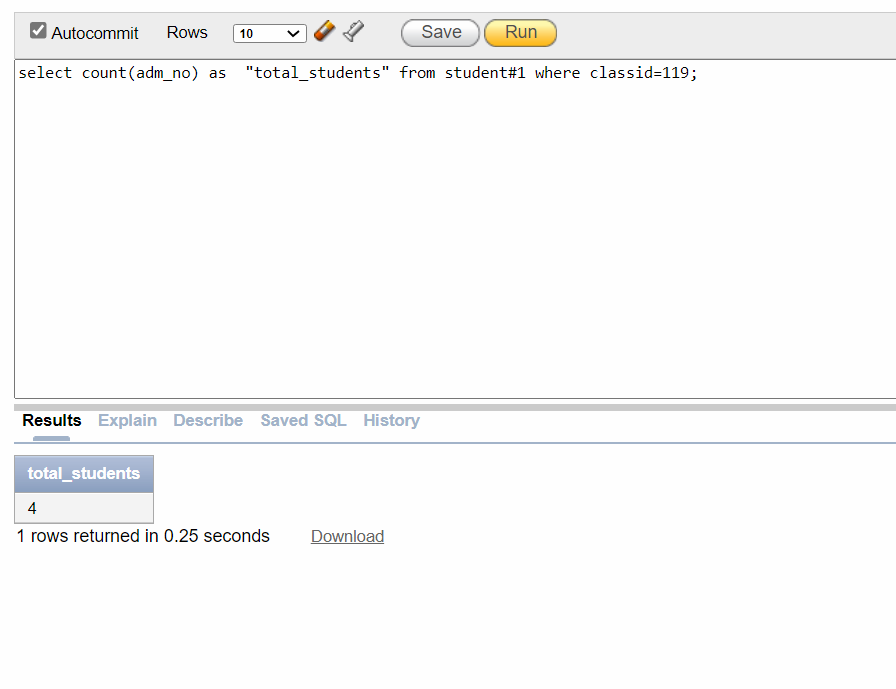 Autocommit Rows 10 Save Run
select count(adm_no) as  "total_students" from student#1 where classid=119;
Results Explain Describe Saved SQL History
total_students
4
1 rows returned in 0.25 seconds Download